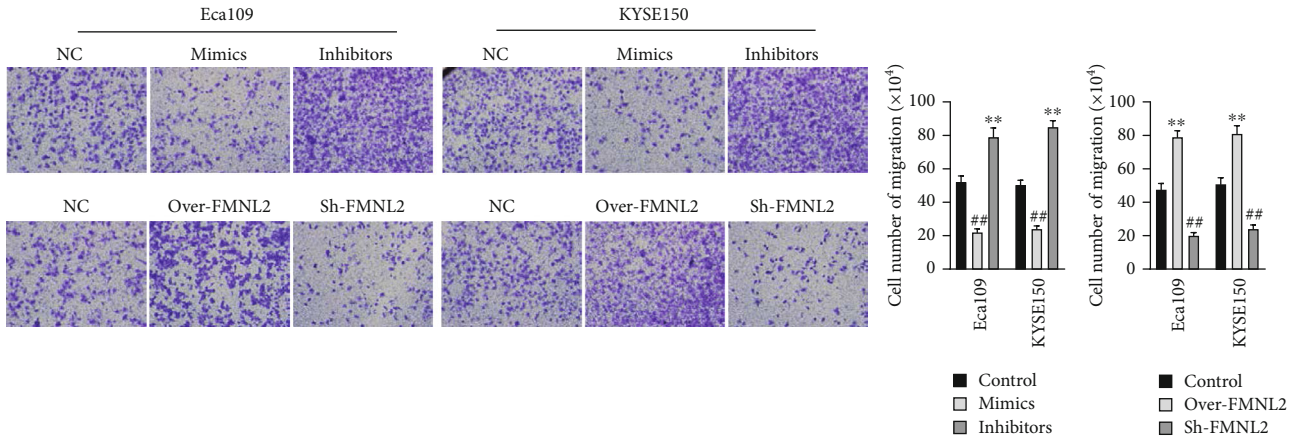 Eca109 KYSE150
NC Mimics Inhibitors NC Mimics Inhibitors
NC Over-FMNL2 Sh-FMNL2 NC Over-FMNL2 Sh-FMNL2
Cell number of migration (×10⁴)
100
80
60
40
20
0
**
**
##
##
Eca109
KYSE150
Control
Mimics
Inhibitors
Cell number of migration (×10⁴)
100
80
60
40
20
0
**
**
##
##
Eca109
KYSE150
Control
Over-FMNL2
Sh-FMNL2